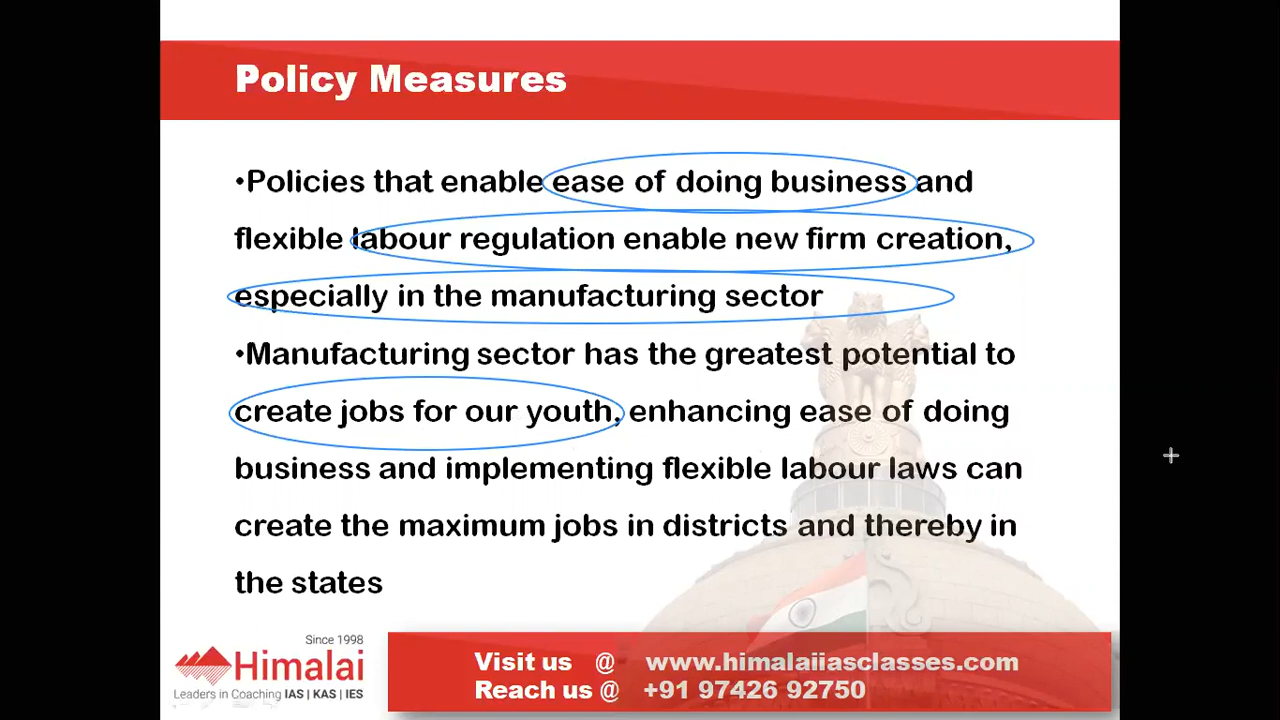 Policy Measures
•Policies that enable ease of doing business and
flexible labour regulation enable new firm creation,
especially in the manufacturing sector
•Manufacturing sector has the greatest potential to
create jobs for our youth, enhancing ease of doing
business and implementing flexible labour laws can
create the maximum jobs in districts and thereby in
the states
Since 1998
Himalai
Leaders in Coaching IAS | KAS | IES
Visit us @ www.himalaiiasclasses.com
Reach us @ +91 97426 92750